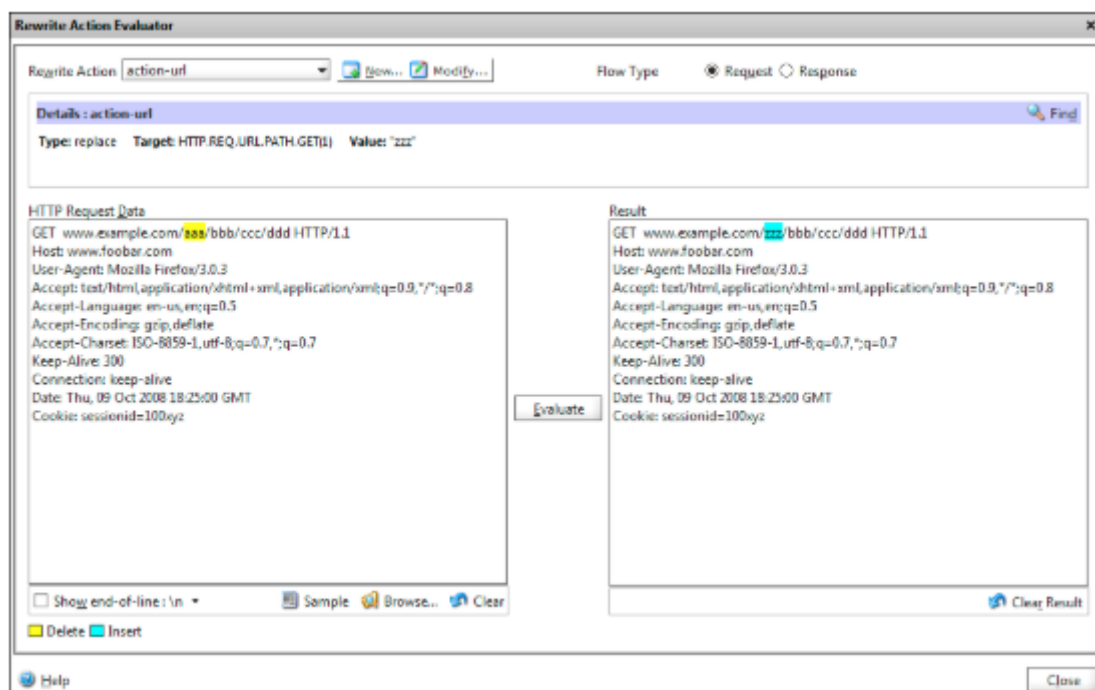 Rewrite Action Evaluator
x
Rewrite Action action-url New... Modify... Flow Type Request Response
Details : action-url Find
Type: replace Target: HTTP.REQ.URL.PATH.GET(1) Value: "zzz"
HTTP Request Data
GET www.example.com/aaa/bbb/ccc/ddd HTTP/1.1
Host: www.foobar.com
User-Agent: Mozilla Firefox/3.0.3
Accept: text/html,application/xhtml+xml,application/xml;q=0.9,*/*;q=0.8
Accept-Language: en-us,en;q=0.5
Accept-Encoding: gzip,deflate
Accept-Charset: ISO-8859-1,utf-8;q=0.7,*;q=0.7
Keep-Alive: 300
Connection: keep-alive
Date: Thu, 09 Oct 2008 18:25:00 GMT
Cookie: sessionid=100xyz
Show end-of-line : \n Sample Browse... Clear
Delete Insert
Evaluate
Result
GET www.example.com/zzz/bbb/ccc/ddd HTTP/1.1
Host: www.foobar.com
User-Agent: Mozilla Firefox/3.0.3
Accept: text/html,application/xhtml+xml,application/xml;q=0.9,*/*;q=0.8
Accept-Language: en-us,en;q=0.5
Accept-Encoding: gzip,deflate
Accept-Charset: ISO-8859-1,utf-8;q=0.7,*;q=0.7
Keep-Alive: 300
Connection: keep-alive
Date: Thu, 09 Oct 2008 18:25:00 GMT
Cookie: sessionid=100xyz
Clear Result
Help Close